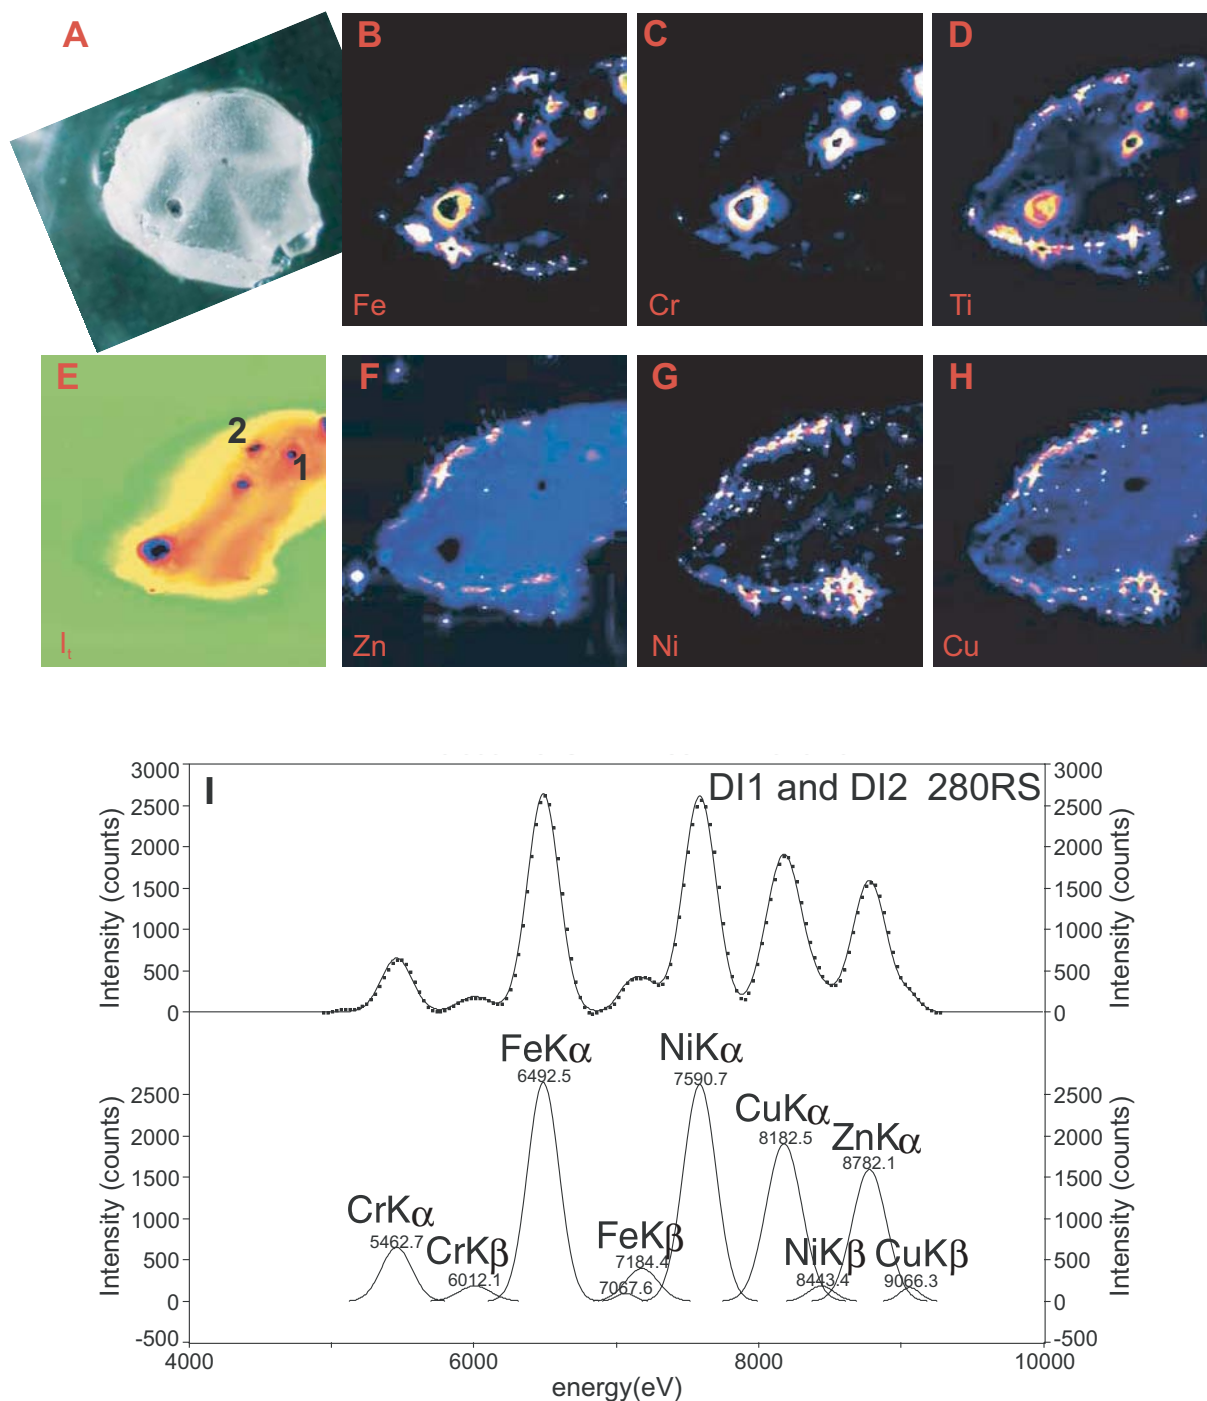 A
B
C
D
Fe
Cr
Ti
E
F
G
H
2
1
It
Zn
Ni
Cu
I
DI1 and DI2 280RS
3000
2500
2000
1500
1000
500
0
Intensity (counts)
3000
2500
2000
1500
1000
500
0
Intensity (counts)
FeKα
6492.5
NiKα
7590.7
CuKα
8182.5
ZnKα
8782.1
CrKα
5462.7
CrKβ
6012.1
FeKβ
7184.4
7067.6
NiKβ
8443.4
CuKβ
9066.3
2500
2000
1500
1000
500
0
-500
Intensity (counts)
2500
2000
1500
1000
500
0
-500
Intensity (counts)
4000 6000 8000 10000
energy(eV)